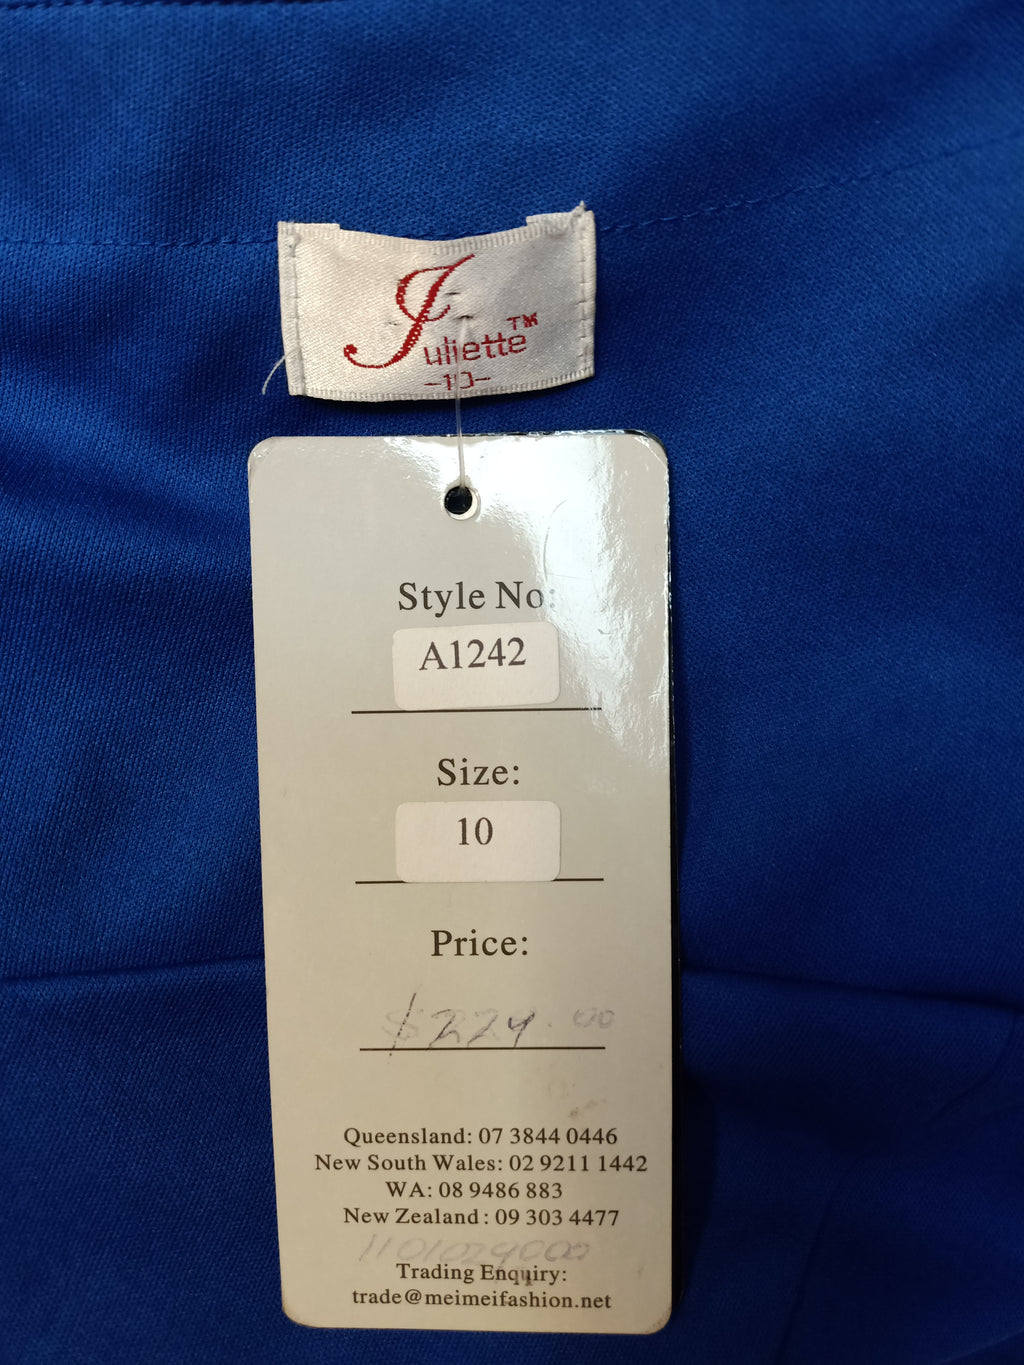 Juliette™
-10-
Style No:
A1242
Size:
10
Price:
$229.00
Queensland: 07 3844 0446
New South Wales: 02 9211 1442
WA: 08 9486 883
New Zealand: 09 303 4477
Trading Enquiry:
trade@meimeifashion.net